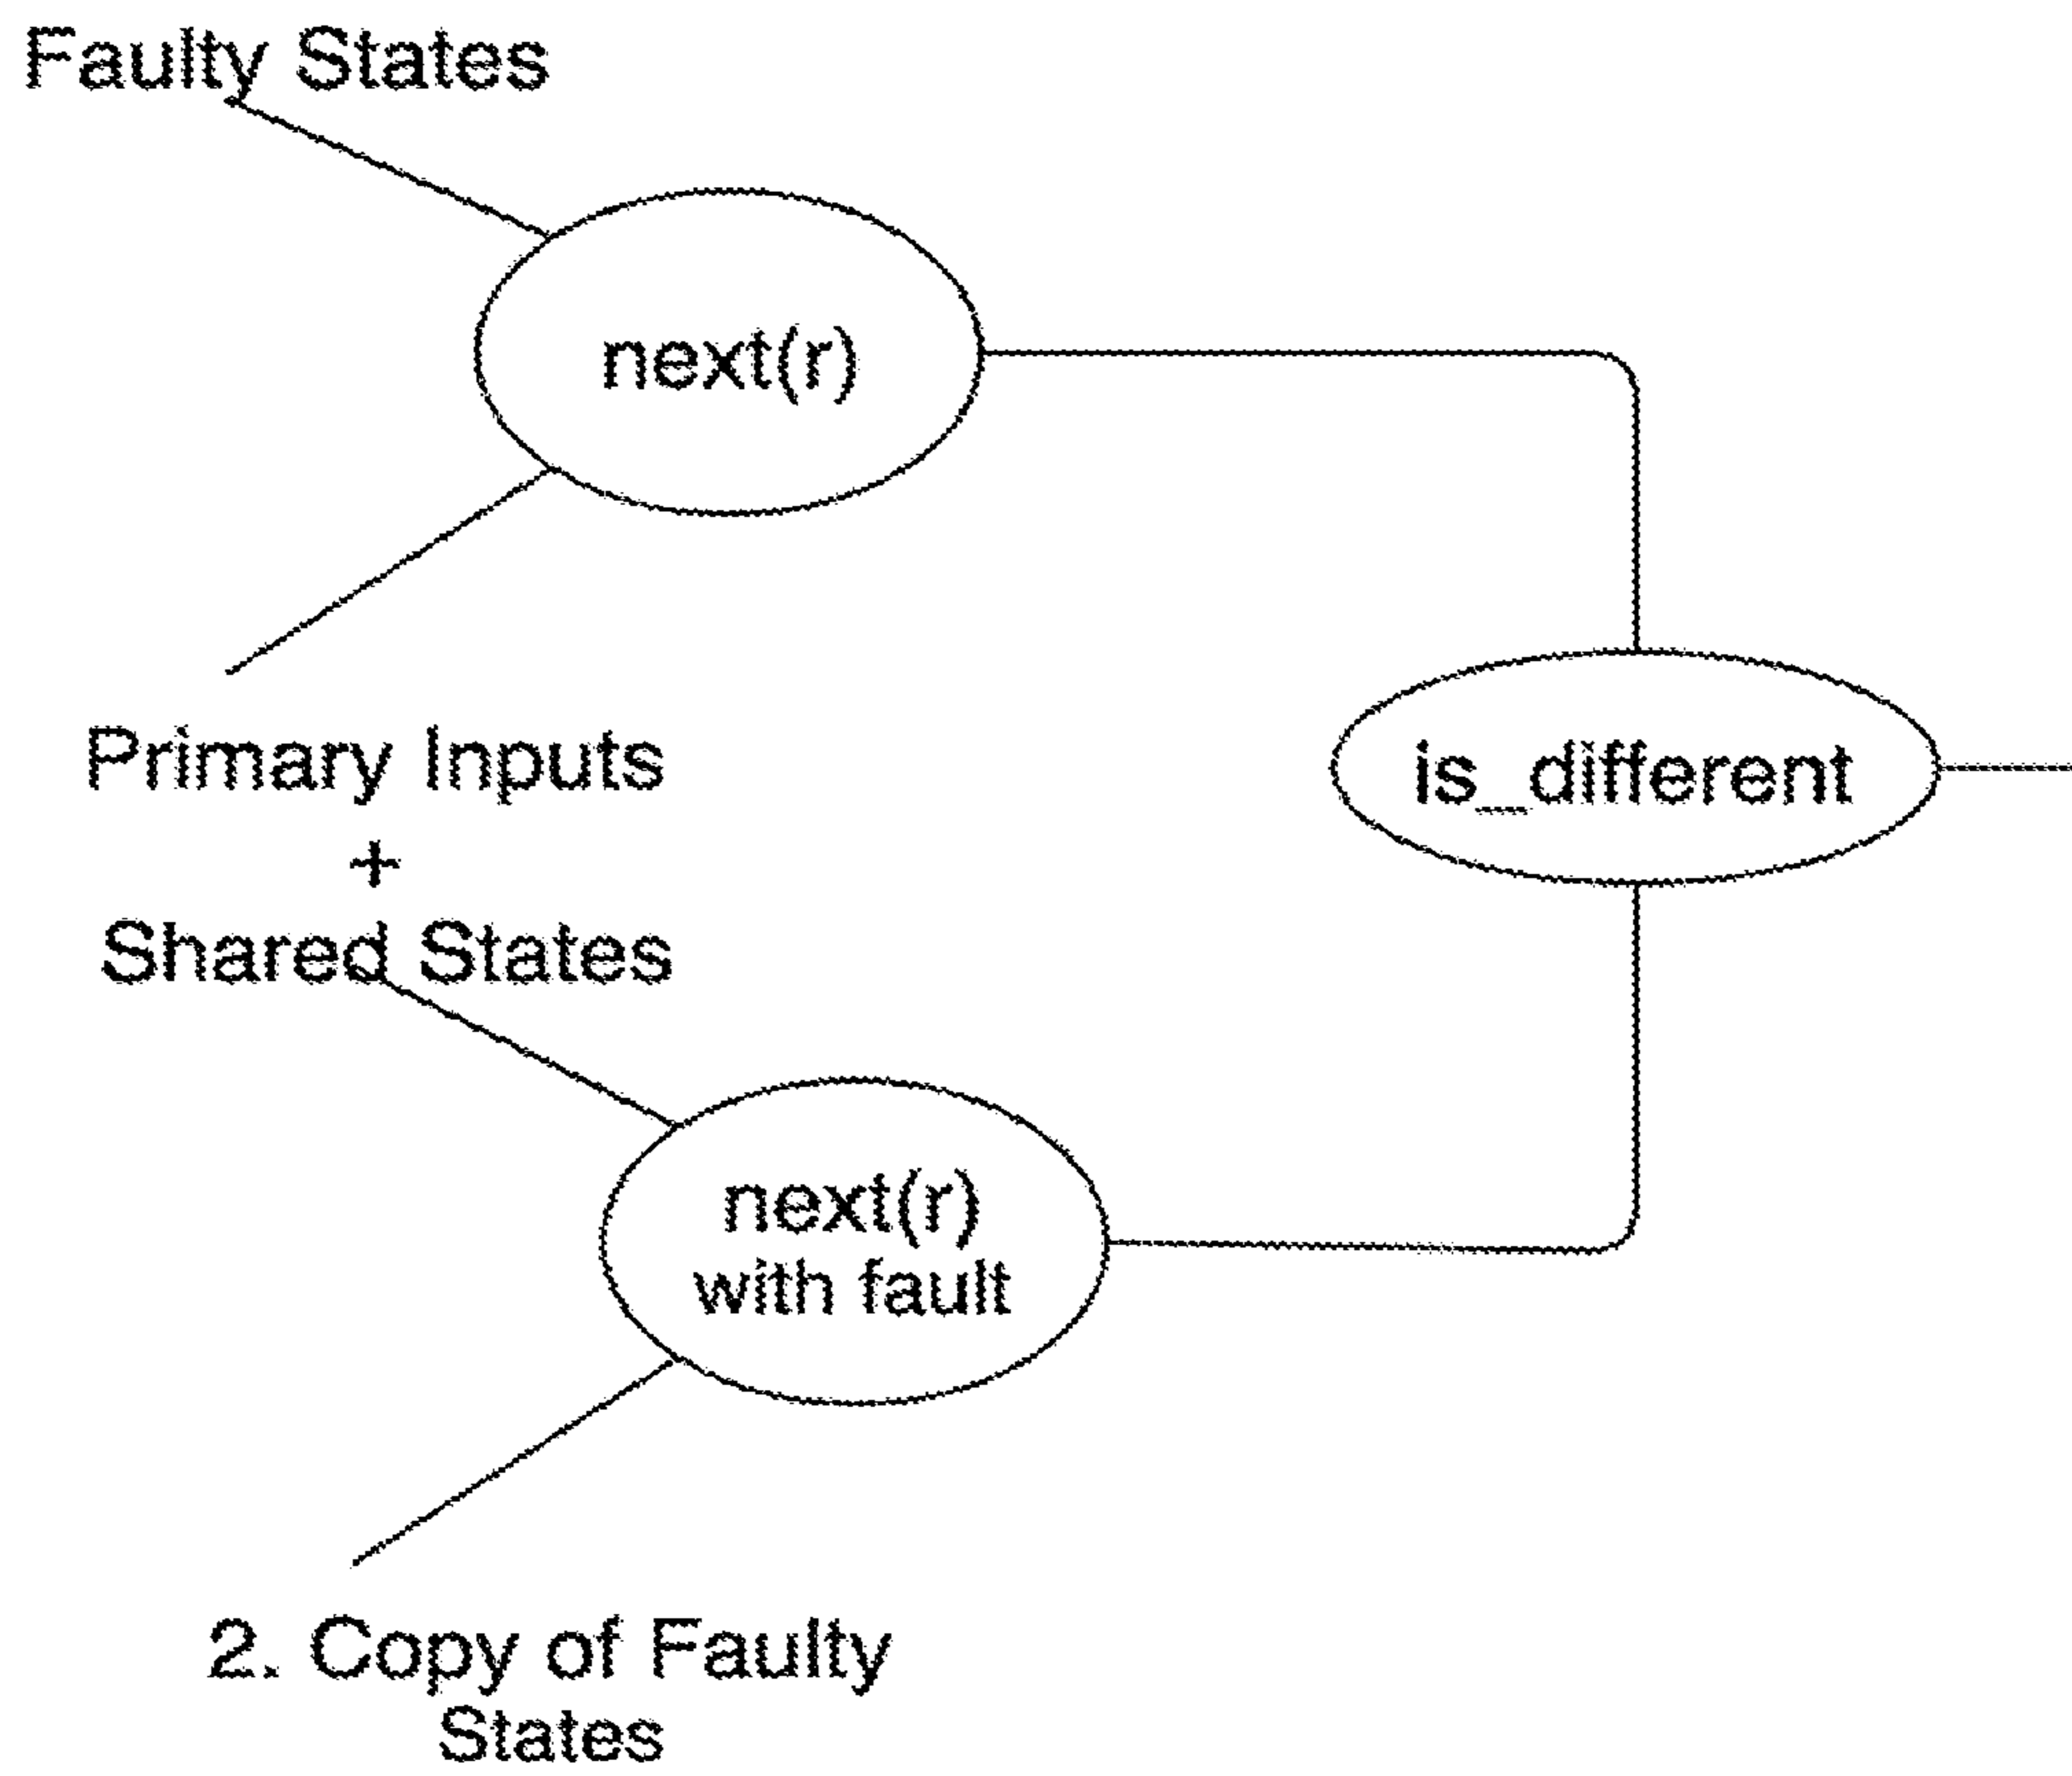 Faulty States
next(r)
Primary Inputs
+
Shared States
is_different
next(r)
with fault
2. Copy of Faulty
States